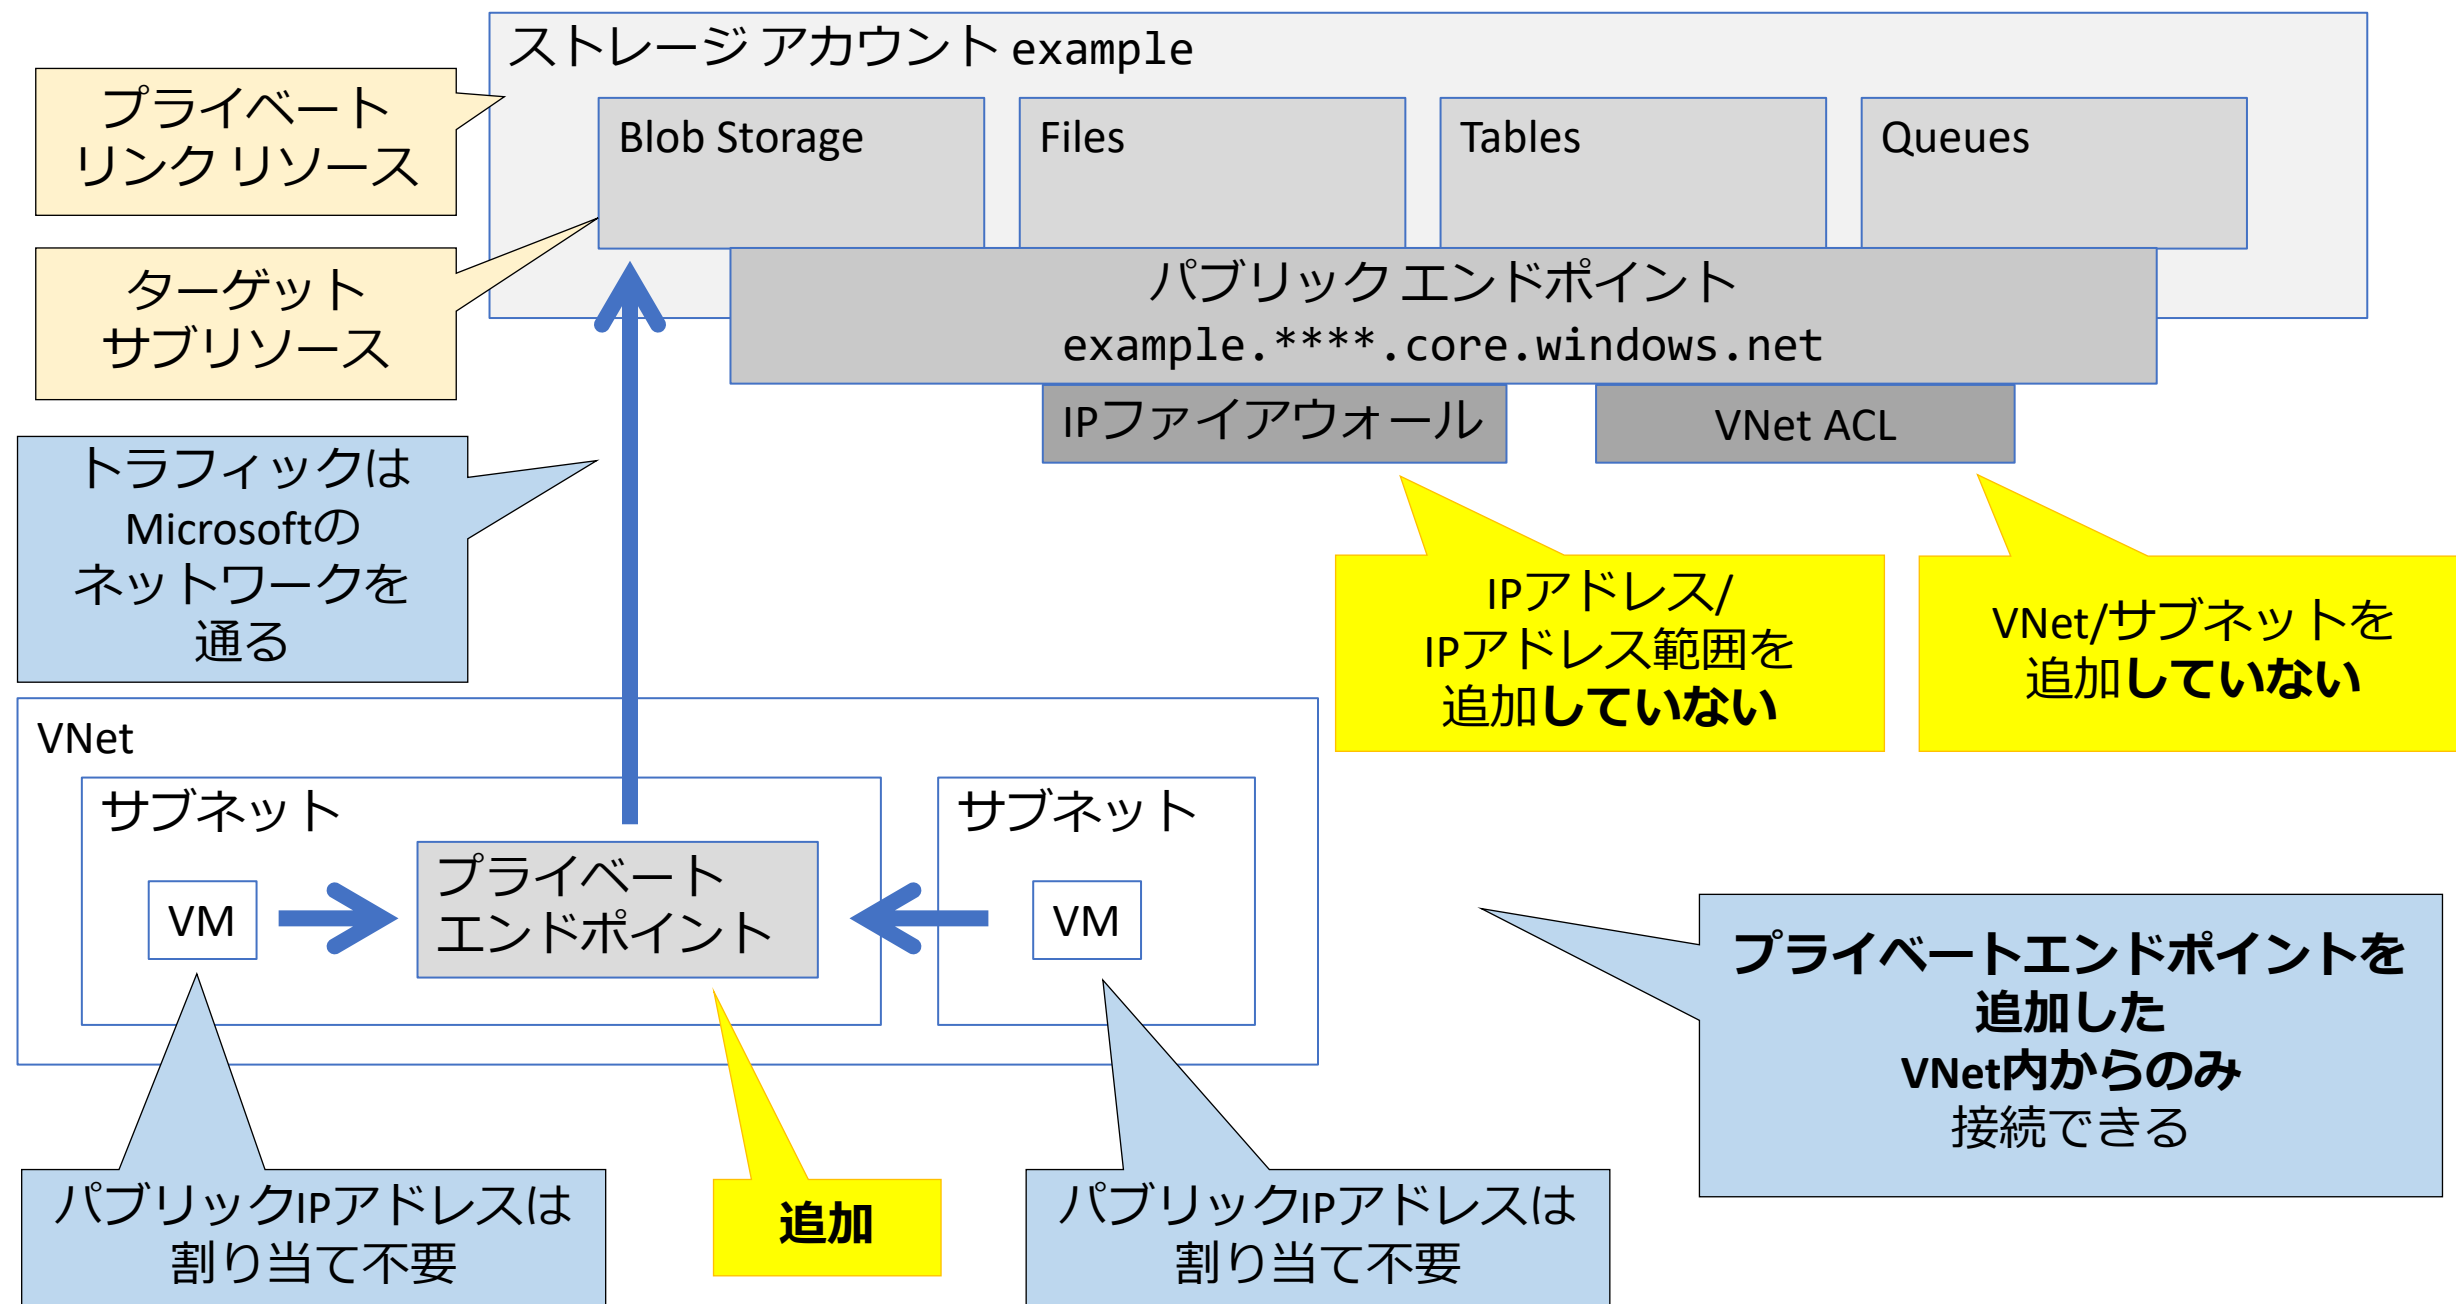 ストレージ アカウント example
プライベート
リンク リソース
Blob Storage
Files
Tables
Queues
ターゲット
サブリソース
パブリック エンドポイント
example.****.core.windows.net
IPファイアウォール
VNet ACL
トラフィックは
Microsoftの
ネットワークを
通る
IPアドレス/
IPアドレス範囲を
追加していない
VNet/サブネットを
追加していない
VNet
サブネット
サブネット
VM
プライベート
エンドポイント
VM
プライベートエンドポイントを
追加した
VNet内からのみ
接続できる
パブリックIPアドレスは
割り当て不要
追加
パブリックIPアドレスは
割り当て不要